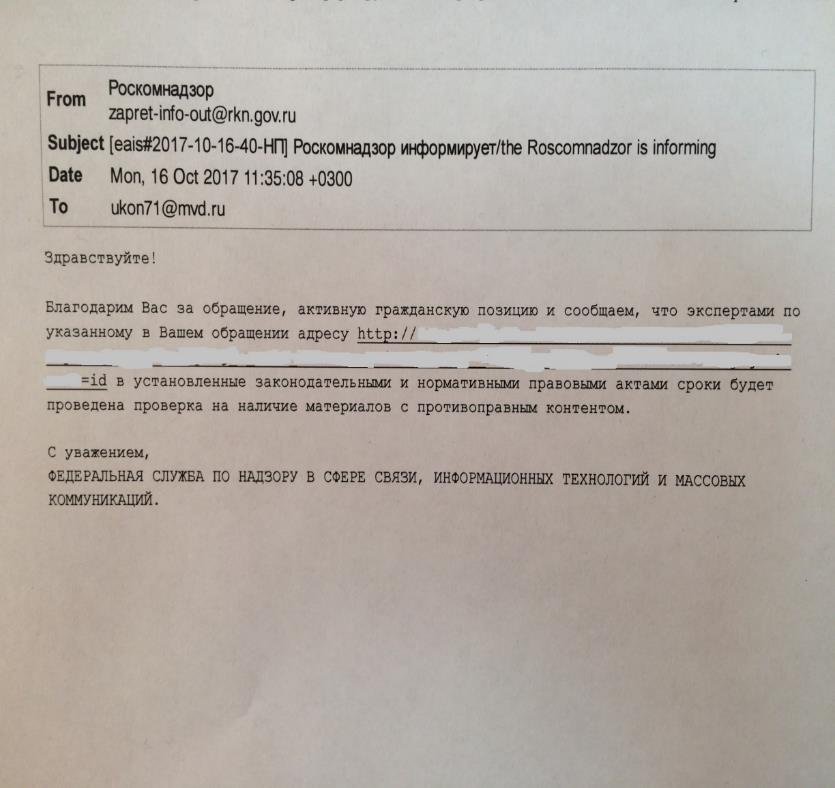 From Роскомнадзор
zapret-info-out@rkn.gov.ru
Subject [eais#2017-10-16-40-НП] Роскомнадзор информирует/the Roscomnadzor is informing
Date Mon, 16 Oct 2017 11:35:08 +0300
To ukon71@mvd.ru
Здравствуйте!
Благодарим Вас за обращение, активную гражданскую позицию и сообщаем, что экспертами по
указанному в Вашем обращении адресу http://
=id в установленные законодательными и нормативными правовыми актами сроки будет
проведена проверка на наличие материалов с противоправным контентом.
С уважением,
ФЕДЕРАЛЬНАЯ СЛУЖБА ПО НАДЗОРУ В СФЕРЕ СВЯЗИ, ИНФОРМАЦИОННЫХ ТЕХНОЛОГИЙ И МАССОВЫХ
КОММУНИКАЦИЙ.